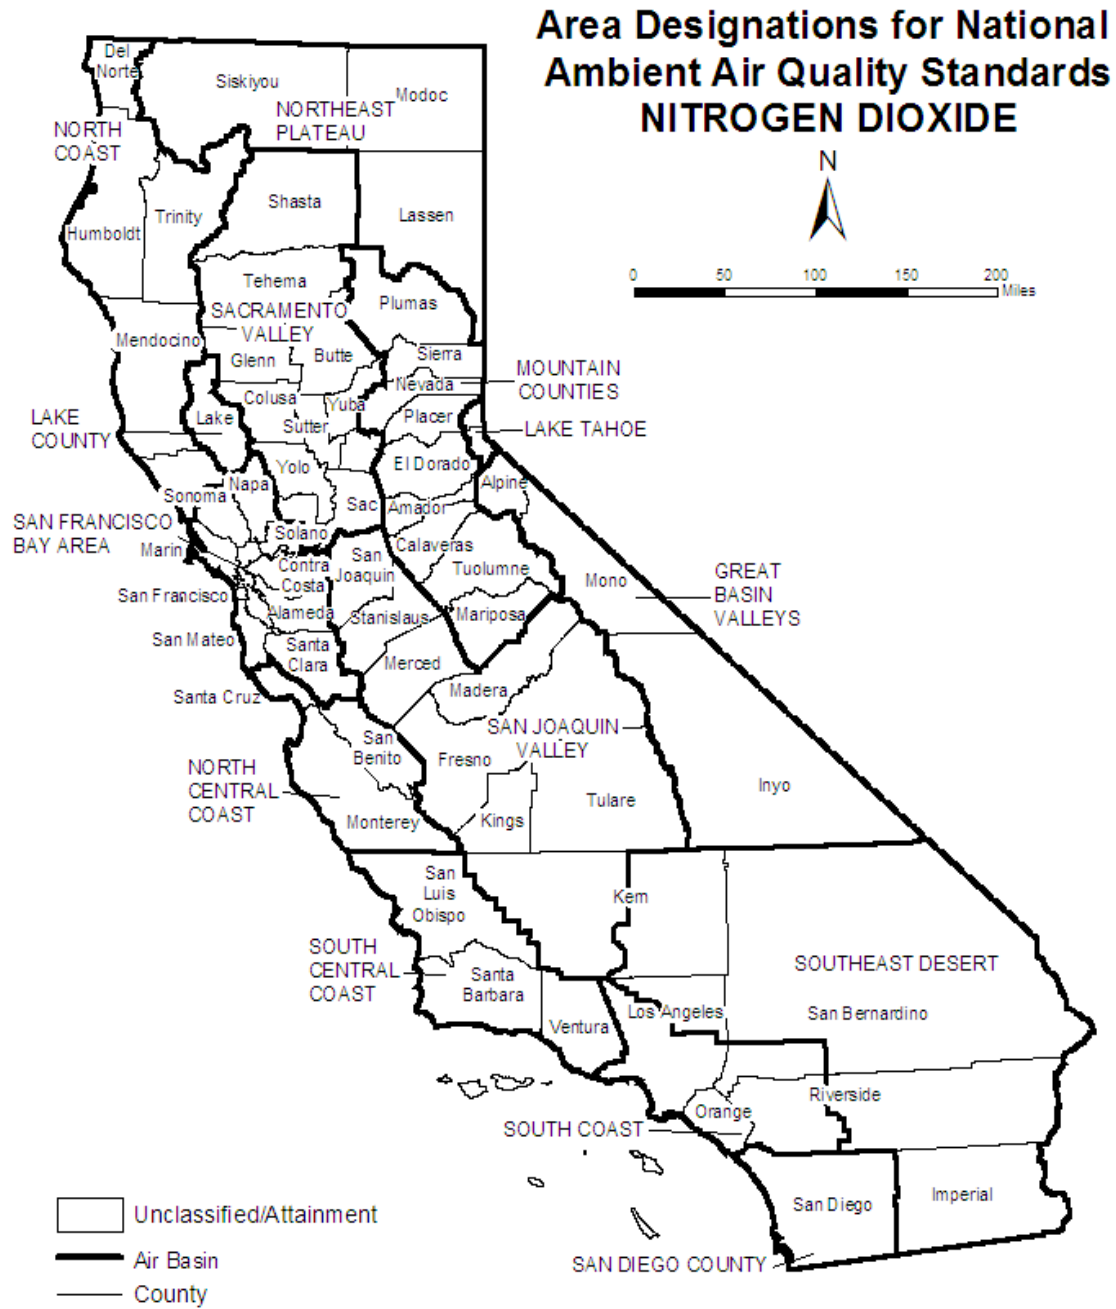 Area Designations for National
Ambient Air Quality Standards
NITROGEN DIOXIDE
N
0 50 100 150 200
Miles
Del
Norte
Siskiyou
Modoc
NORTHEAST
PLATEAU
NORTH
COAST
Shasta
Trinity
Lassen
Humboldt
Tehema
Plumas
SACRAMENTO
VALLEY
Mendocino
Glenn
Butte
Sierra
MOUNTAIN
COUNTIES
Nevada
Colusa
Yuba
Placer
LAKE
COUNTY
Lake
Sutter
LAKE TAHOE
Yolo
El Dorado
Napa
Alpine
Sonoma
Sac
Amador
SAN FRANCISCO
BAY AREA
Solano
Marin
Calaveras
Contra
Costa
San
Joaquin
Tuolumne
Mono
GREAT
BASIN
VALLEYS
San Francisco
Alameda
Stanislaus
Mariposa
San Mateo
Santa
Clara
Merced
Santa Cruz
Madera
SAN JOAQUIN
VALLEY
San
Benito
Fresno
NORTH
CENTRAL
COAST
Inyo
Tulare
Monterey
Kings
San
Luis
Obispo
Kern
SOUTH
CENTRAL
COAST
Santa
Barbara
SOUTHEAST DESERT
Los Angeles
San Bernardino
Ventura
Riverside
Orange
SOUTH COAST
San Diego
Imperial
SAN DIEGO COUNTY
Unclassified/Attainment
Air Basin
County